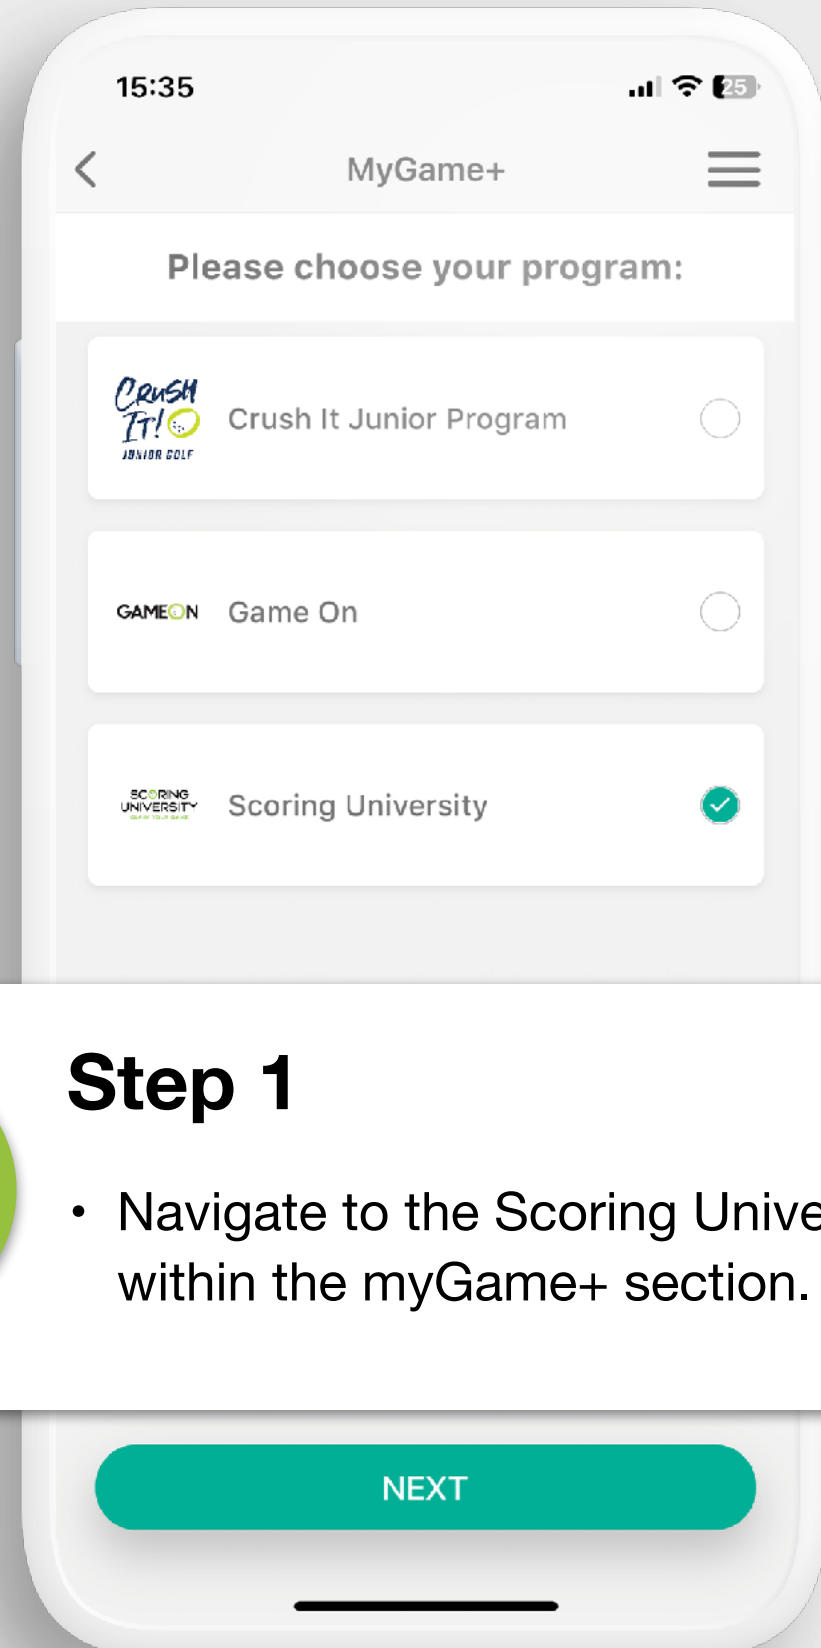 15:35
25
MyGame+
Please choose your program:
CRUSH
IT!
JUNIOR GOLF
Crush It Junior Program
GAMEON
Game On
SCORING
UNIVERSITY
Scoring University
Step 1
• Navigate to the Scoring Unive
within the myGame+ section.
NEXT